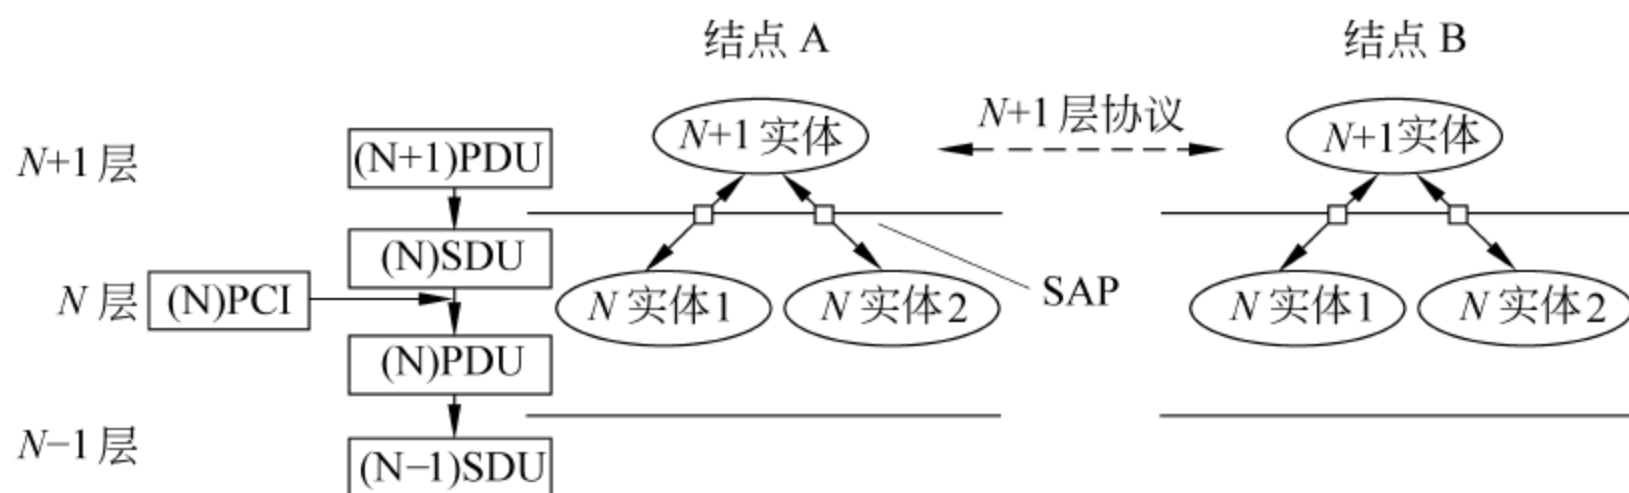 结点 A
结点 B
N+1 层协议
N+1 层
(N+1)PDU
N+1 实体
N+1实体
(N)SDU
N 层
(N)PCI
N 实体1
N 实体2
SAP
N 实体1
N 实体2
(N)PDU
N−1 层
(N−1)SDU